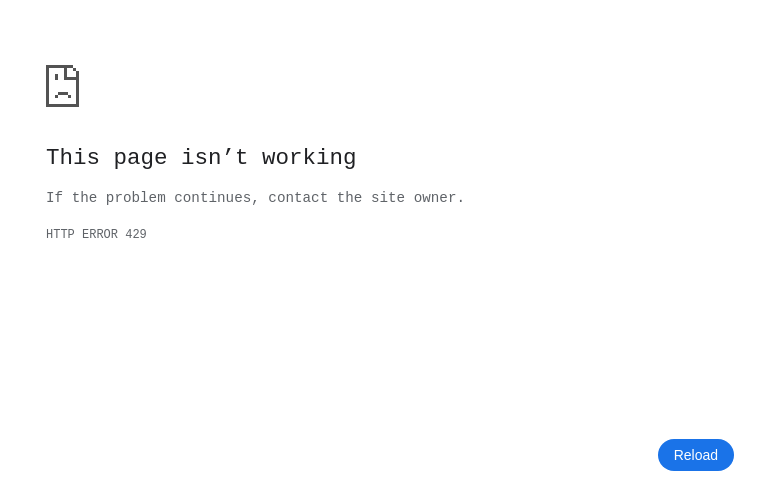 This page isn’t working
If the problem continues, contact the site owner.
HTTP ERROR 429
Reload